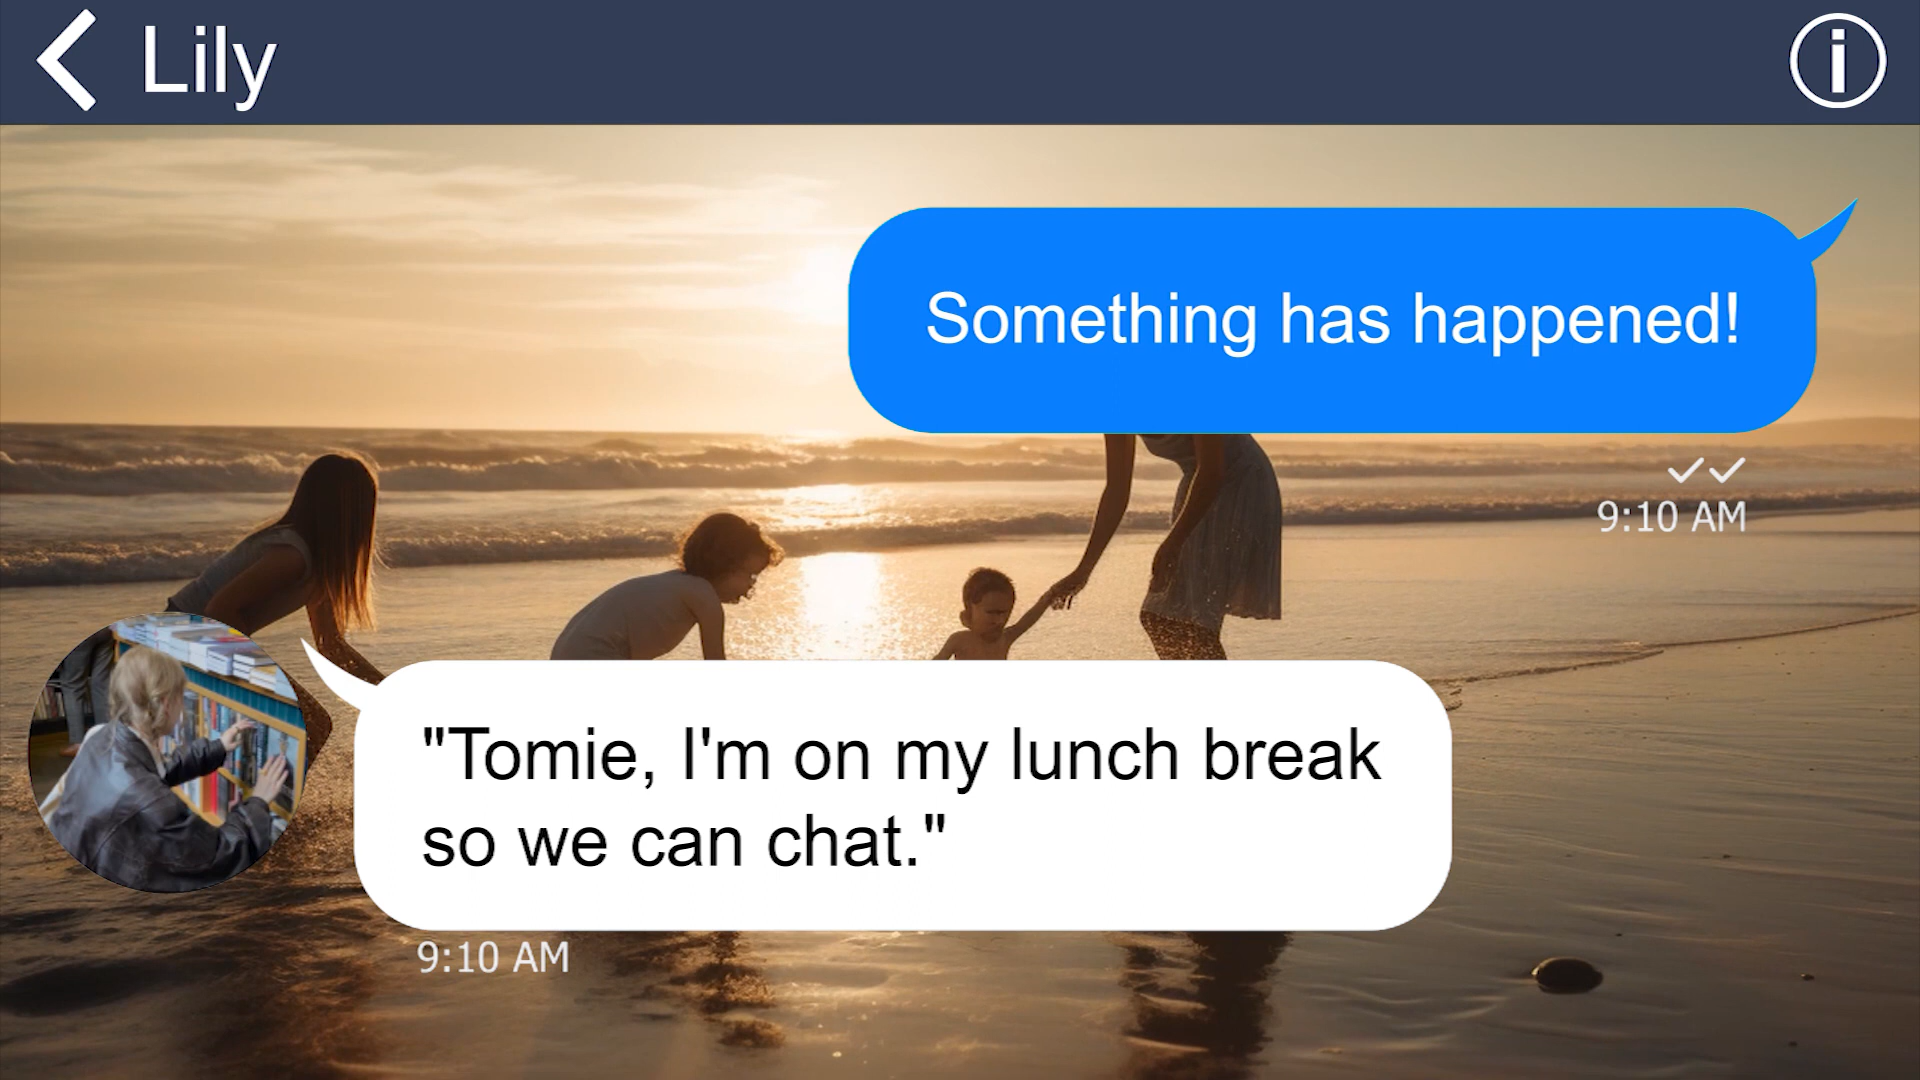 Lily
Something has happened!
9:10 AM
"Tomie, I'm on my lunch break
so we can chat."
9:10 AM